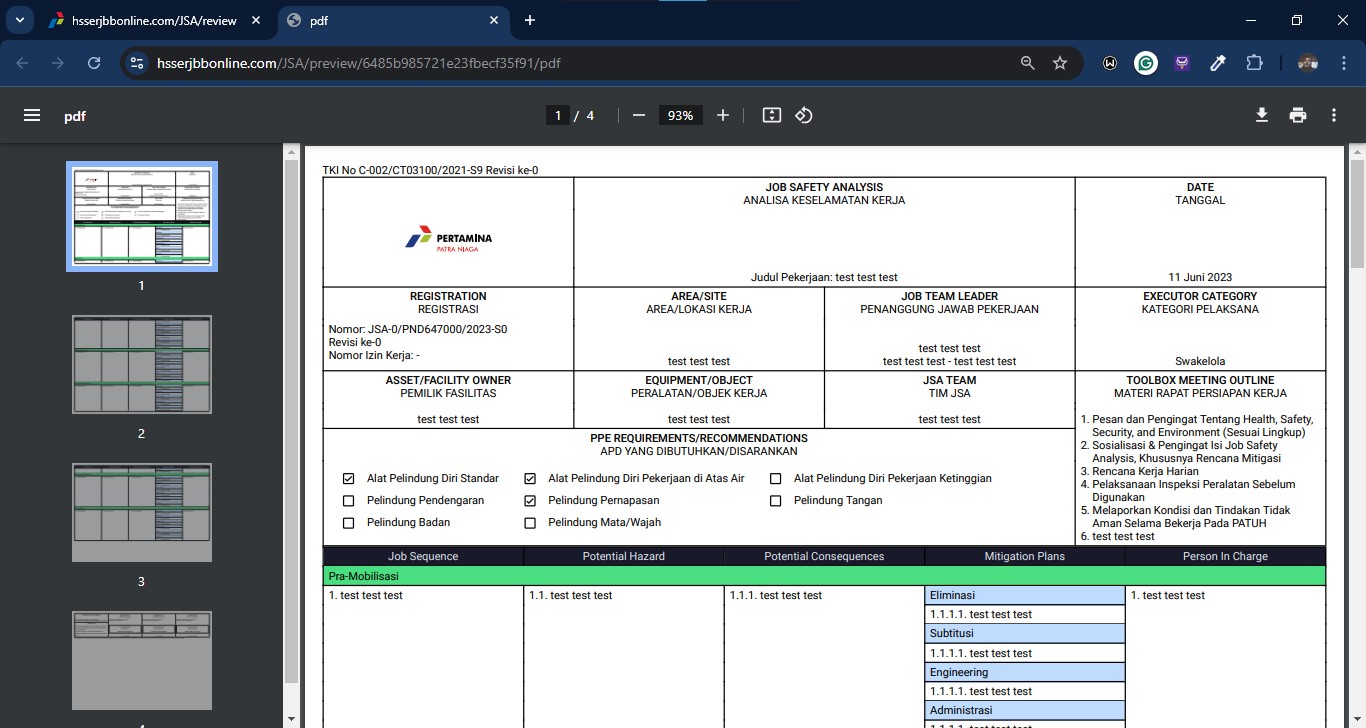 hsserjbbonline.com/JSA/review
pdf
hsserjbbonline.com/JSA/preview/6485b985721e23fbecf35f91/pdf
pdf
1 / 4
93%
1
2
3
TKI No C-002/CT03100/2021-S9 Revisi ke-0
PERTAMINA
PATRA NIAGA
JOB SAFETY ANALYSIS
ANALISA KESELAMATAN KERJA
Judul Pekerjaan: test test test
DATE
TANGGAL
11 Juni 2023
REGISTRATION
REGISTRASI
Nomor: JSA-0/PND647000/2023-S0
Revisi ke-0
Nomor Izin Kerja: -
AREA/SITE
AREA/LOKASI KERJA
test test test
JOB TEAM LEADER
PENANGGUNG JAWAB PEKERJAAN
test test test
test test test - test test test
EXECUTOR CATEGORY
KATEGORI PELAKSANA
Swakelola
ASSET/FACILITY OWNER
PEMILIK FASILITAS
test test test
EQUIPMENT/OBJECT
PERALATAN/OBJEK KERJA
test test test
JSA TEAM
TIM JSA
test test test
TOOLBOX MEETING OUTLINE
MATERI RAPAT PERSIAPAN KERJA
1. Pesan dan Pengingat Tentang Health, Safety,
Security, and Environment (Sesuai Lingkup)
2. Sosialisasi & Pengingat Isi Job Safety
Analysis, Khususnya Rencana Mitigasi
3. Rencana Kerja Harian
4. Pelaksanaan Inspeksi Peralatan Sebelum
Digunakan
5. Melaporkan Kondisi dan Tindakan Tidak
Aman Selama Bekerja Pada PATUH
6. test test test
PPE REQUIREMENTS/RECOMMENDATIONS
APD YANG DIBUTUHKAN/DISARANKAN
Alat Pelindung Diri Standar
Alat Pelindung Diri Pekerjaan di Atas Air
Alat Pelindung Diri Pekerjaan Ketinggian
Pelindung Pendengaran
Pelindung Pernapasan
Pelindung Tangan
Pelindung Badan
Pelindung Mata/Wajah
Job Sequence
Potential Hazard
Potential Consequences
Mitigation Plans
Person In Charge
Pra-Mobilisasi
1. test test test
1.1. test test test
1.1.1. test test test
Eliminasi
1.1.1.1. test test test
Subtitusi
1.1.1.1. test test test
Engineering
1.1.1.1. test test test
Administrasi
1. test test test